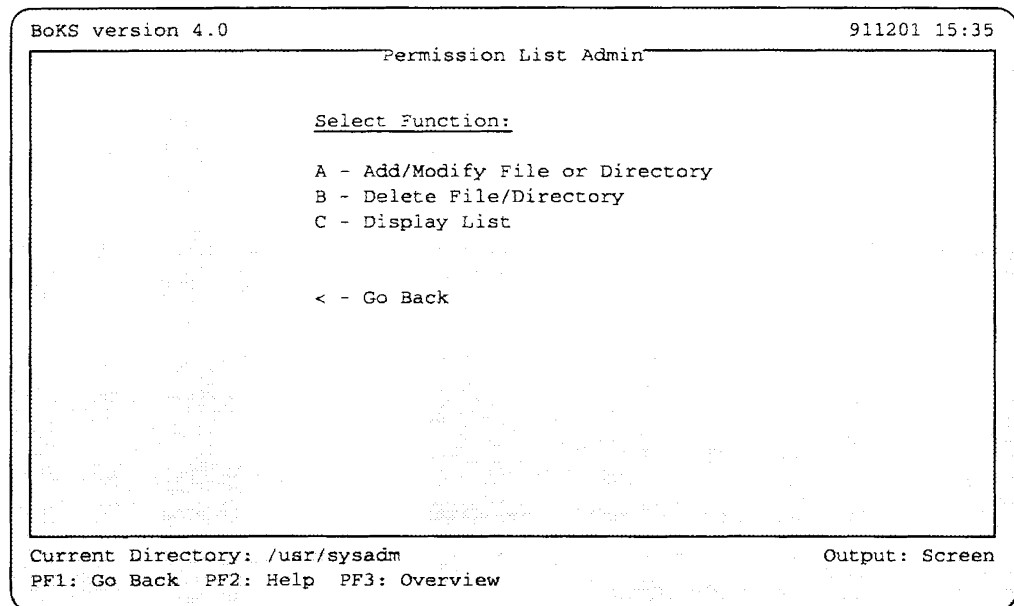 BoKS version 4.0 911201 15:35
Permission List Admin
Select Function:
A - Add/Modify File or Directory
B - Delete File/Directory
C - Display List
< - Go Back
Current Directory: /usr/sysadm Output: Screen
PF1: Go Back PF2: Help PF3: Overview